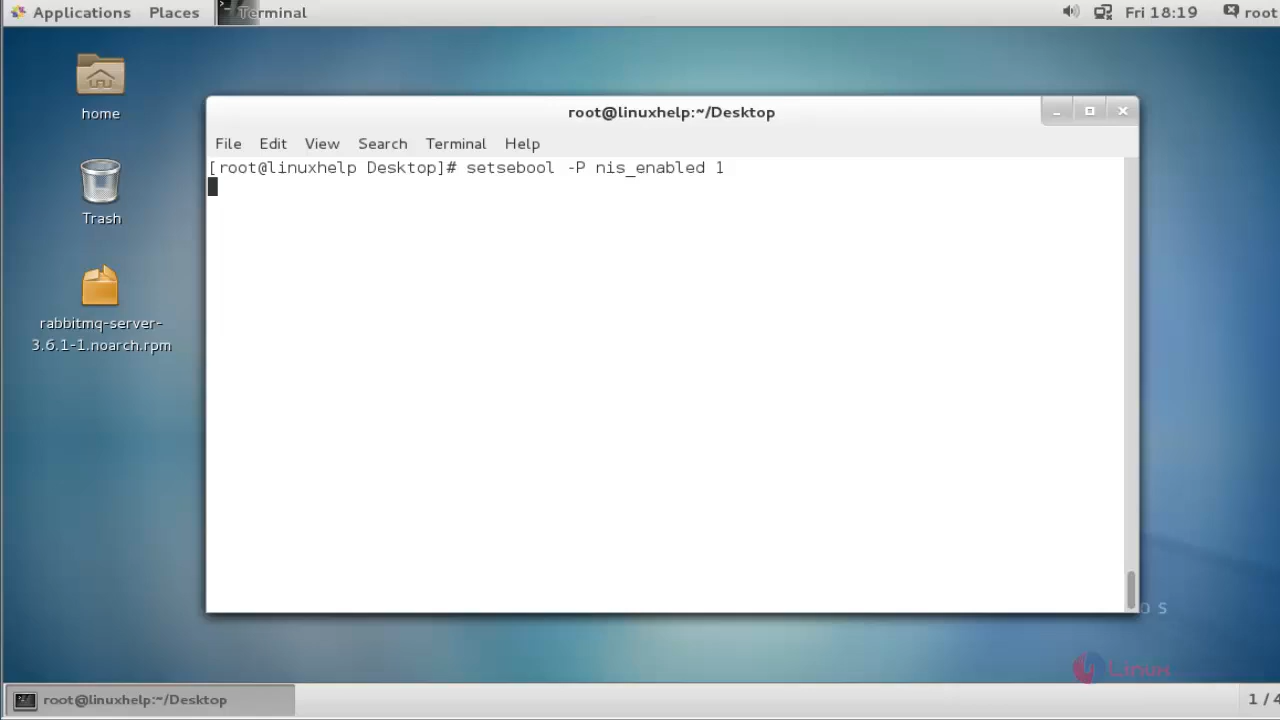 Applications Places Terminal Fri 18:19 root
home
Trash
rabbitmq-server-
3.6.1-1.noarch.rpm
root@linuxhelp:~/Desktop
File Edit View Search Terminal Help
[root@linuxhelp Desktop]# setsebool -P nis_enabled 1
O S
Linux
root@linuxhelp:~/Desktop
1 / 4